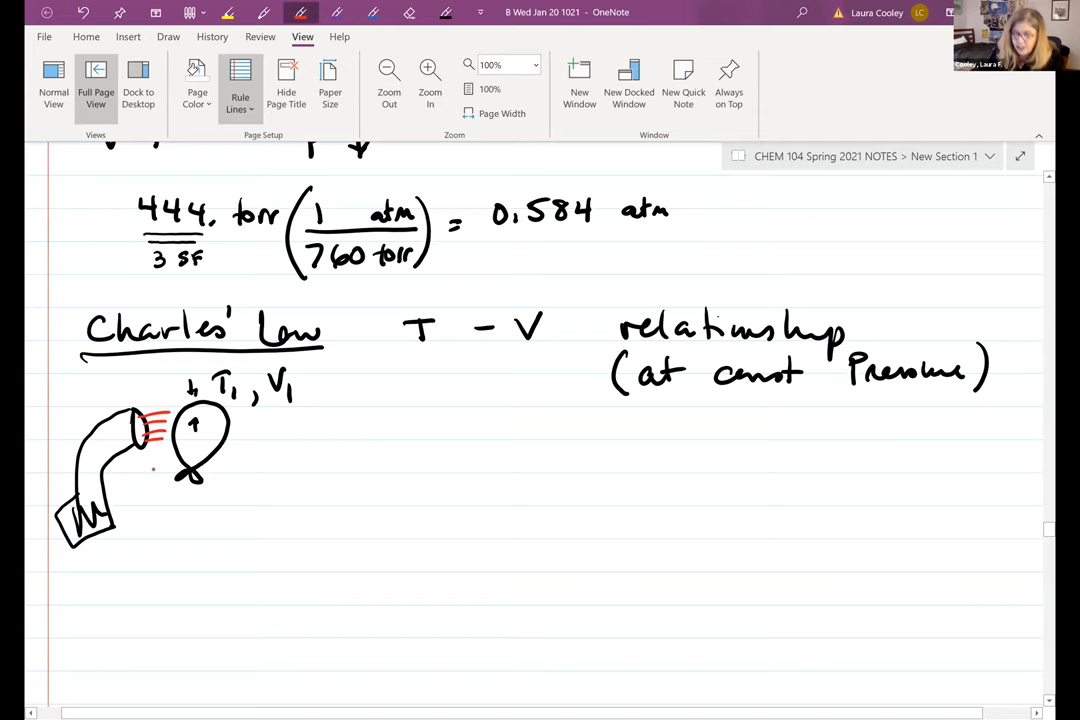 B Wed Jan 20 1021 - OneNote
Laura Cooley
LC
File Home Insert Draw History Review View Help
Normal View
Full Page View
Dock to Desktop
Page Color
Rule Lines
Hide Page Title
Paper Size
Zoom Out
Zoom In
100%
100%
Page Width
New Window
New Docked Window
New Quick Note
Always on Top
Views
Page Setup
Zoom
Window
Cooley, Laura F.
CHEM 104 Spring 2021 NOTES > New Section 1
444. torr (1 atm / 760 torr) = 0.584 atm
3 SF
Charles' Law T - V relationship
(at const Pressure)
T₁, V₁